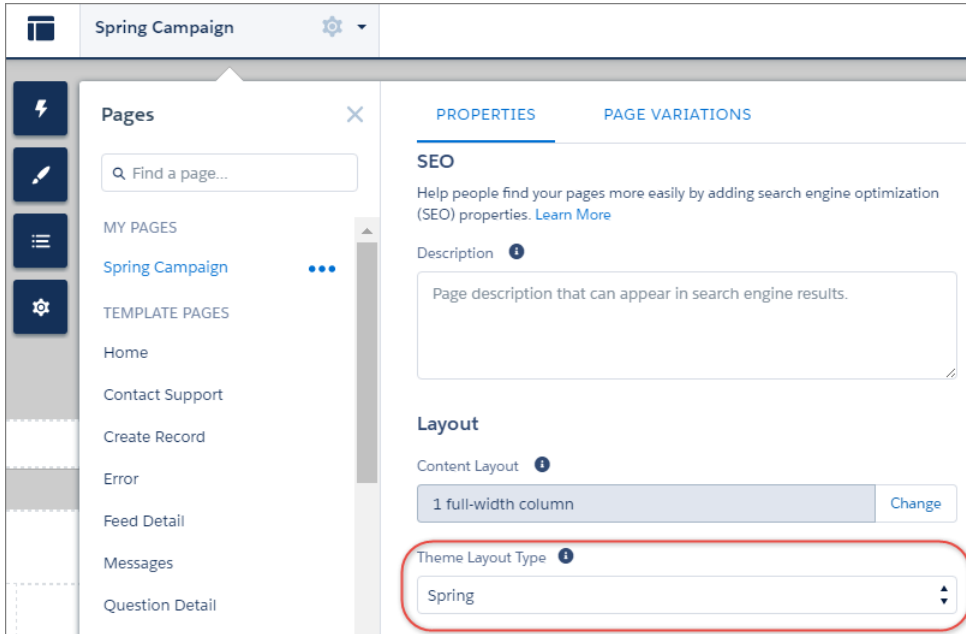 Spring Campaign
Pages
Find a page...
MY PAGES
Spring Campaign
TEMPLATE PAGES
Home
Contact Support
Create Record
Error
Feed Detail
Messages
Question Detail
PROPERTIES
PAGE VARIATIONS
SEO
Help people find your pages more easily by adding search engine optimization
(SEO) properties. Learn More
Description
Page description that can appear in search engine results.
Layout
Content Layout
1 full-width column
Change
Theme Layout Type
Spring